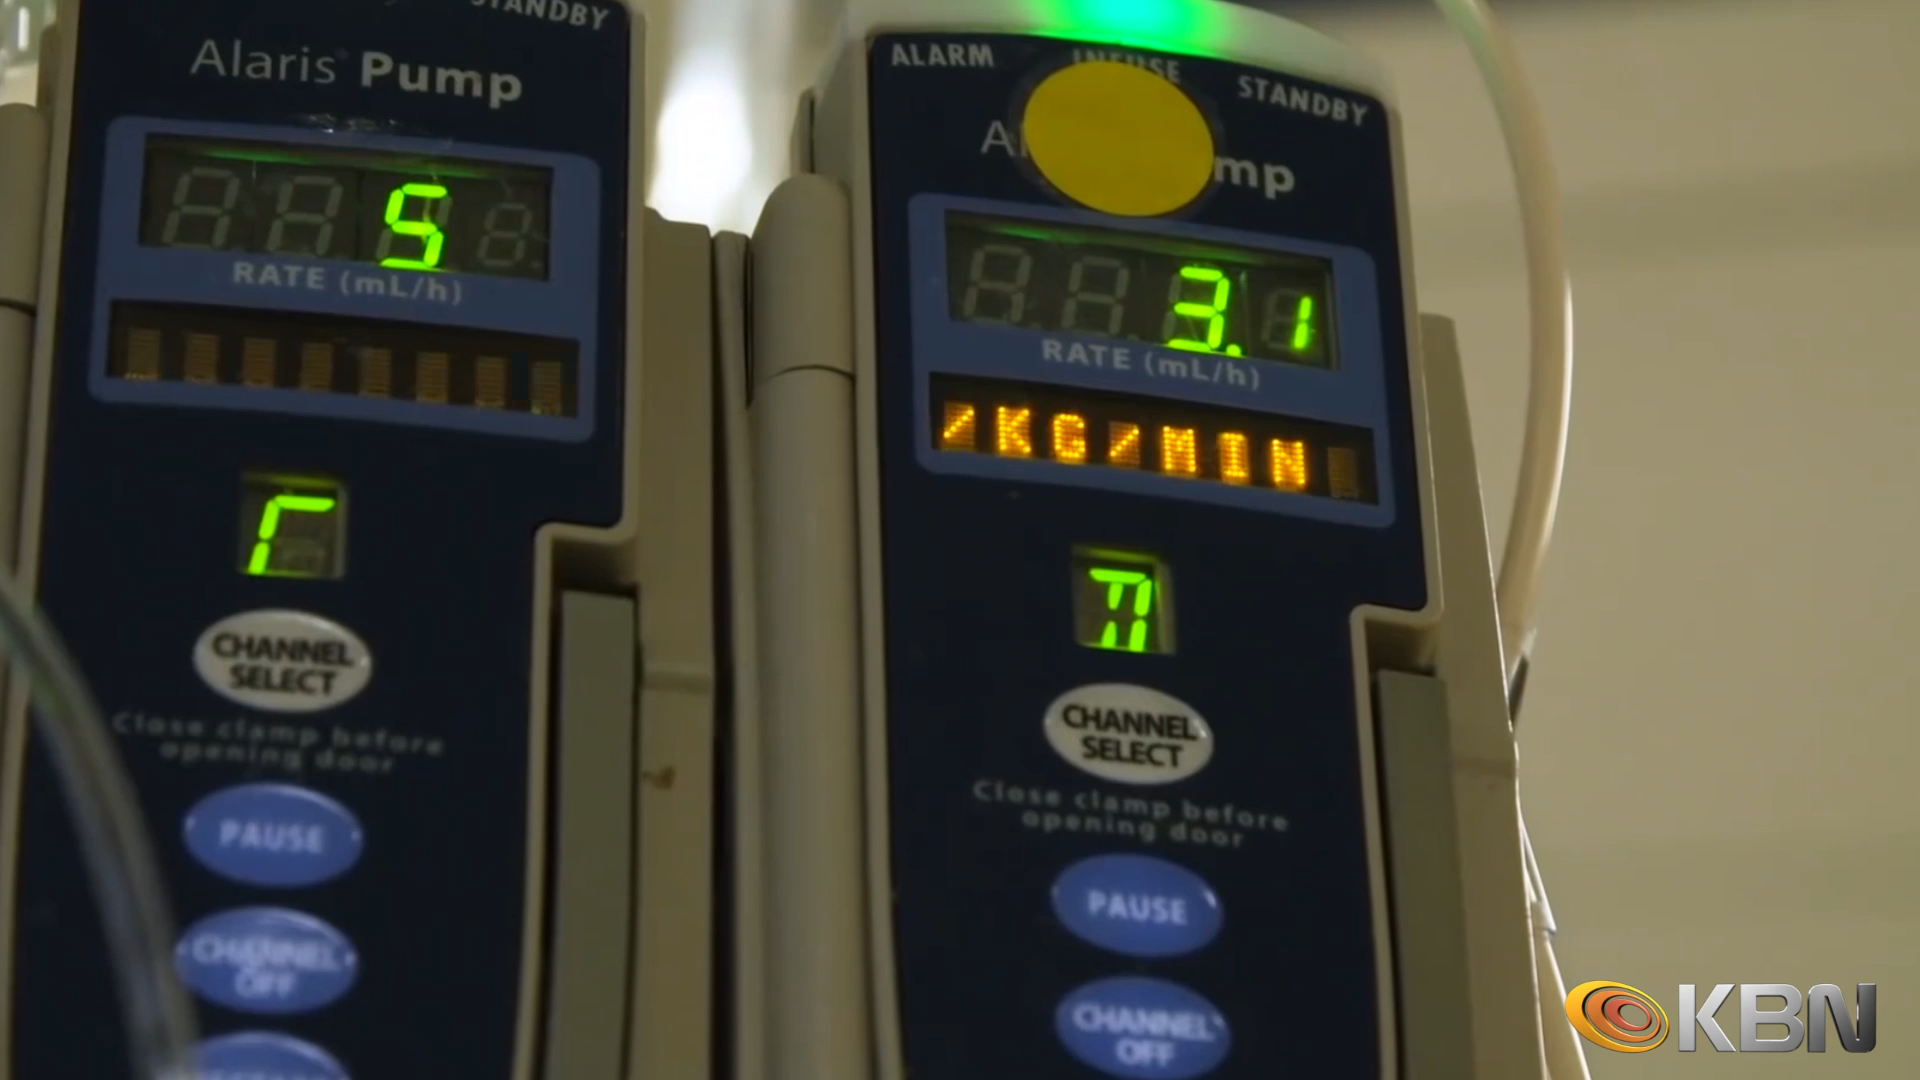 STANDBY
Alaris Pump
5
RATE (mL/h)
CHANNEL
SELECT
Close clamp before
opening door
PAUSE
CHANNEL
OFF
ALARM INFUSE STANDBY
mp
3.1
RATE (mL/h)
/KG/MIN
CHANNEL
SELECT
Close clamp before
opening door
PAUSE
CHANNEL
OFF
KBN